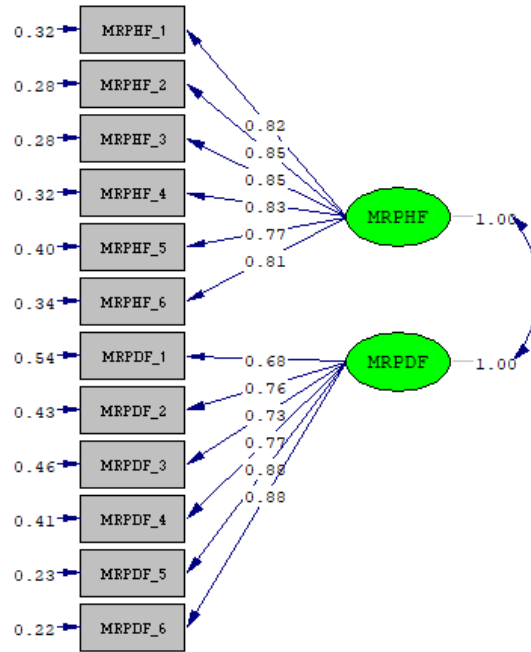 0.32 MRPHF_1
0.28 MRPHF_2
0.82
0.28 MRPHF_3
0.85
0.85
0.32 MRPHF_4
0.83
MRPHF 1.00
0.40 MRPHF_5
0.77
0.81
0.34 MRPHF_6
0.54 MRPDF_1
0.68
MRPDF 1.00
0.76
0.43 MRPDF_2
0.73
0.77
0.46 MRPDF_3
0.88
0.88
0.41 MRPDF_4
0.23 MRPDF_5
0.22 MRPDF_6